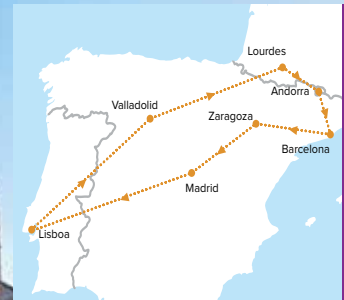 Lourdes
Andorra
Valladolid
Zaragoza
Barcelona
Madrid
Lisboa